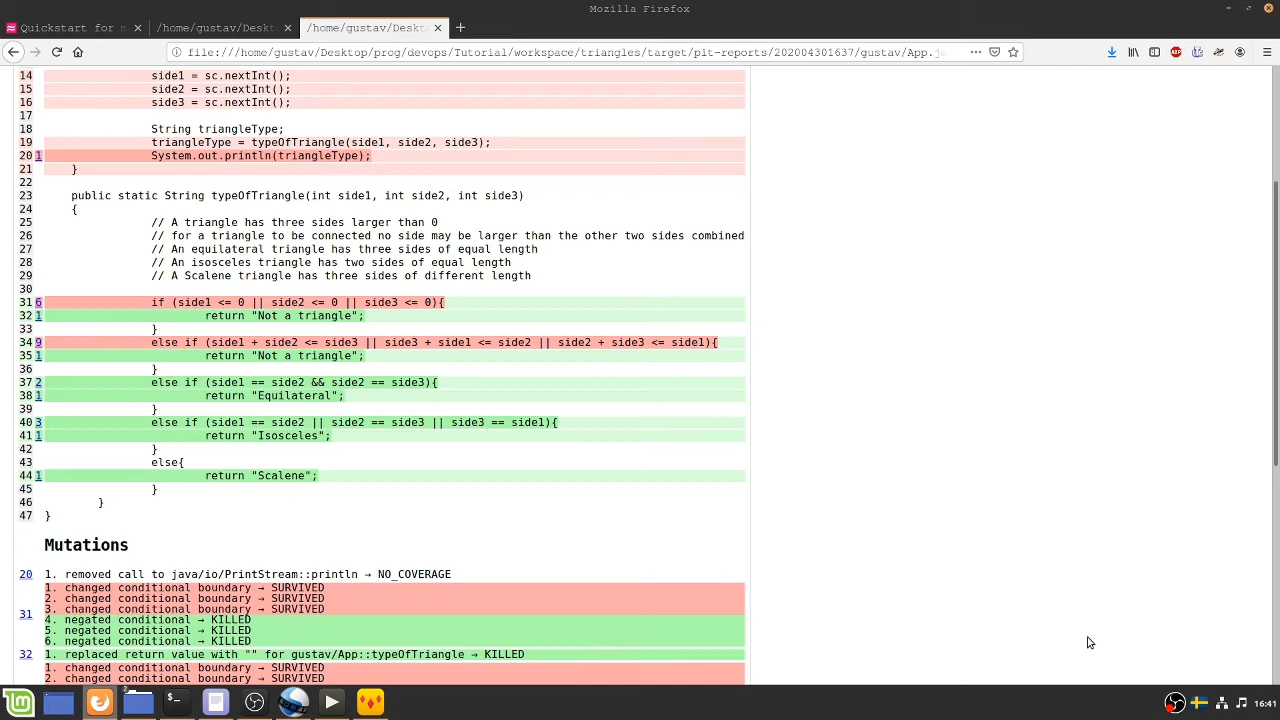 Mozilla Firefox
Quickstart for m
/home/gustav/Deskt
/home/gustav/Deskt
file:///home/gustav/Desktop/prog/devops/Tutorial/workspace/triangles/target/pit-reports/202004301637/gustav/App.ja
14 side1 = sc.nextInt();
15 side2 = sc.nextInt();
16 side3 = sc.nextInt();
17
18 String triangleType;
19 triangleType = typeOfTriangle(side1, side2, side3);
20 1 System.out.println(triangleType);
21 }
22
23 public static String typeOfTriangle(int side1, int side2, int side3)
24 {
25 // A triangle has three sides larger than 0
26 // for a triangle to be connected no side may be larger than the other two sides combined
27 // An equilateral triangle has three sides of equal length
28 // An isosceles triangle has two sides of equal length
29 // A Scalene triangle has three sides of different length
30
31 6 if (side1 <= 0 || side2 <= 0 || side3 <= 0){
32 1 return "Not a triangle";
33 }
34 9 else if (side1 + side2 <= side3 || side3 + side1 <= side2 || side2 + side3 <= side1){
35 1 return "Not a triangle";
36 }
37 2 else if (side1 == side2 && side2 == side3){
38 1 return "Equilateral";
39 }
40 3 else if (side1 == side2 || side2 == side3 || side3 == side1){
41 1 return "Isosceles";
42 }
43 else{
44 1 return "Scalene";
45 }
46 }
47 }
Mutations
20 1. removed call to java/io/PrintStream::println → NO_COVERAGE
1. changed conditional boundary → SURVIVED
2. changed conditional boundary → SURVIVED
3. changed conditional boundary → SURVIVED
31
4. negated conditional → KILLED
5. negated conditional → KILLED
6. negated conditional → KILLED
32 1. replaced return value with "" for gustav/App::typeOfTriangle → KILLED
1. changed conditional boundary → SURVIVED
2. changed conditional boundary → SURVIVED
16:41